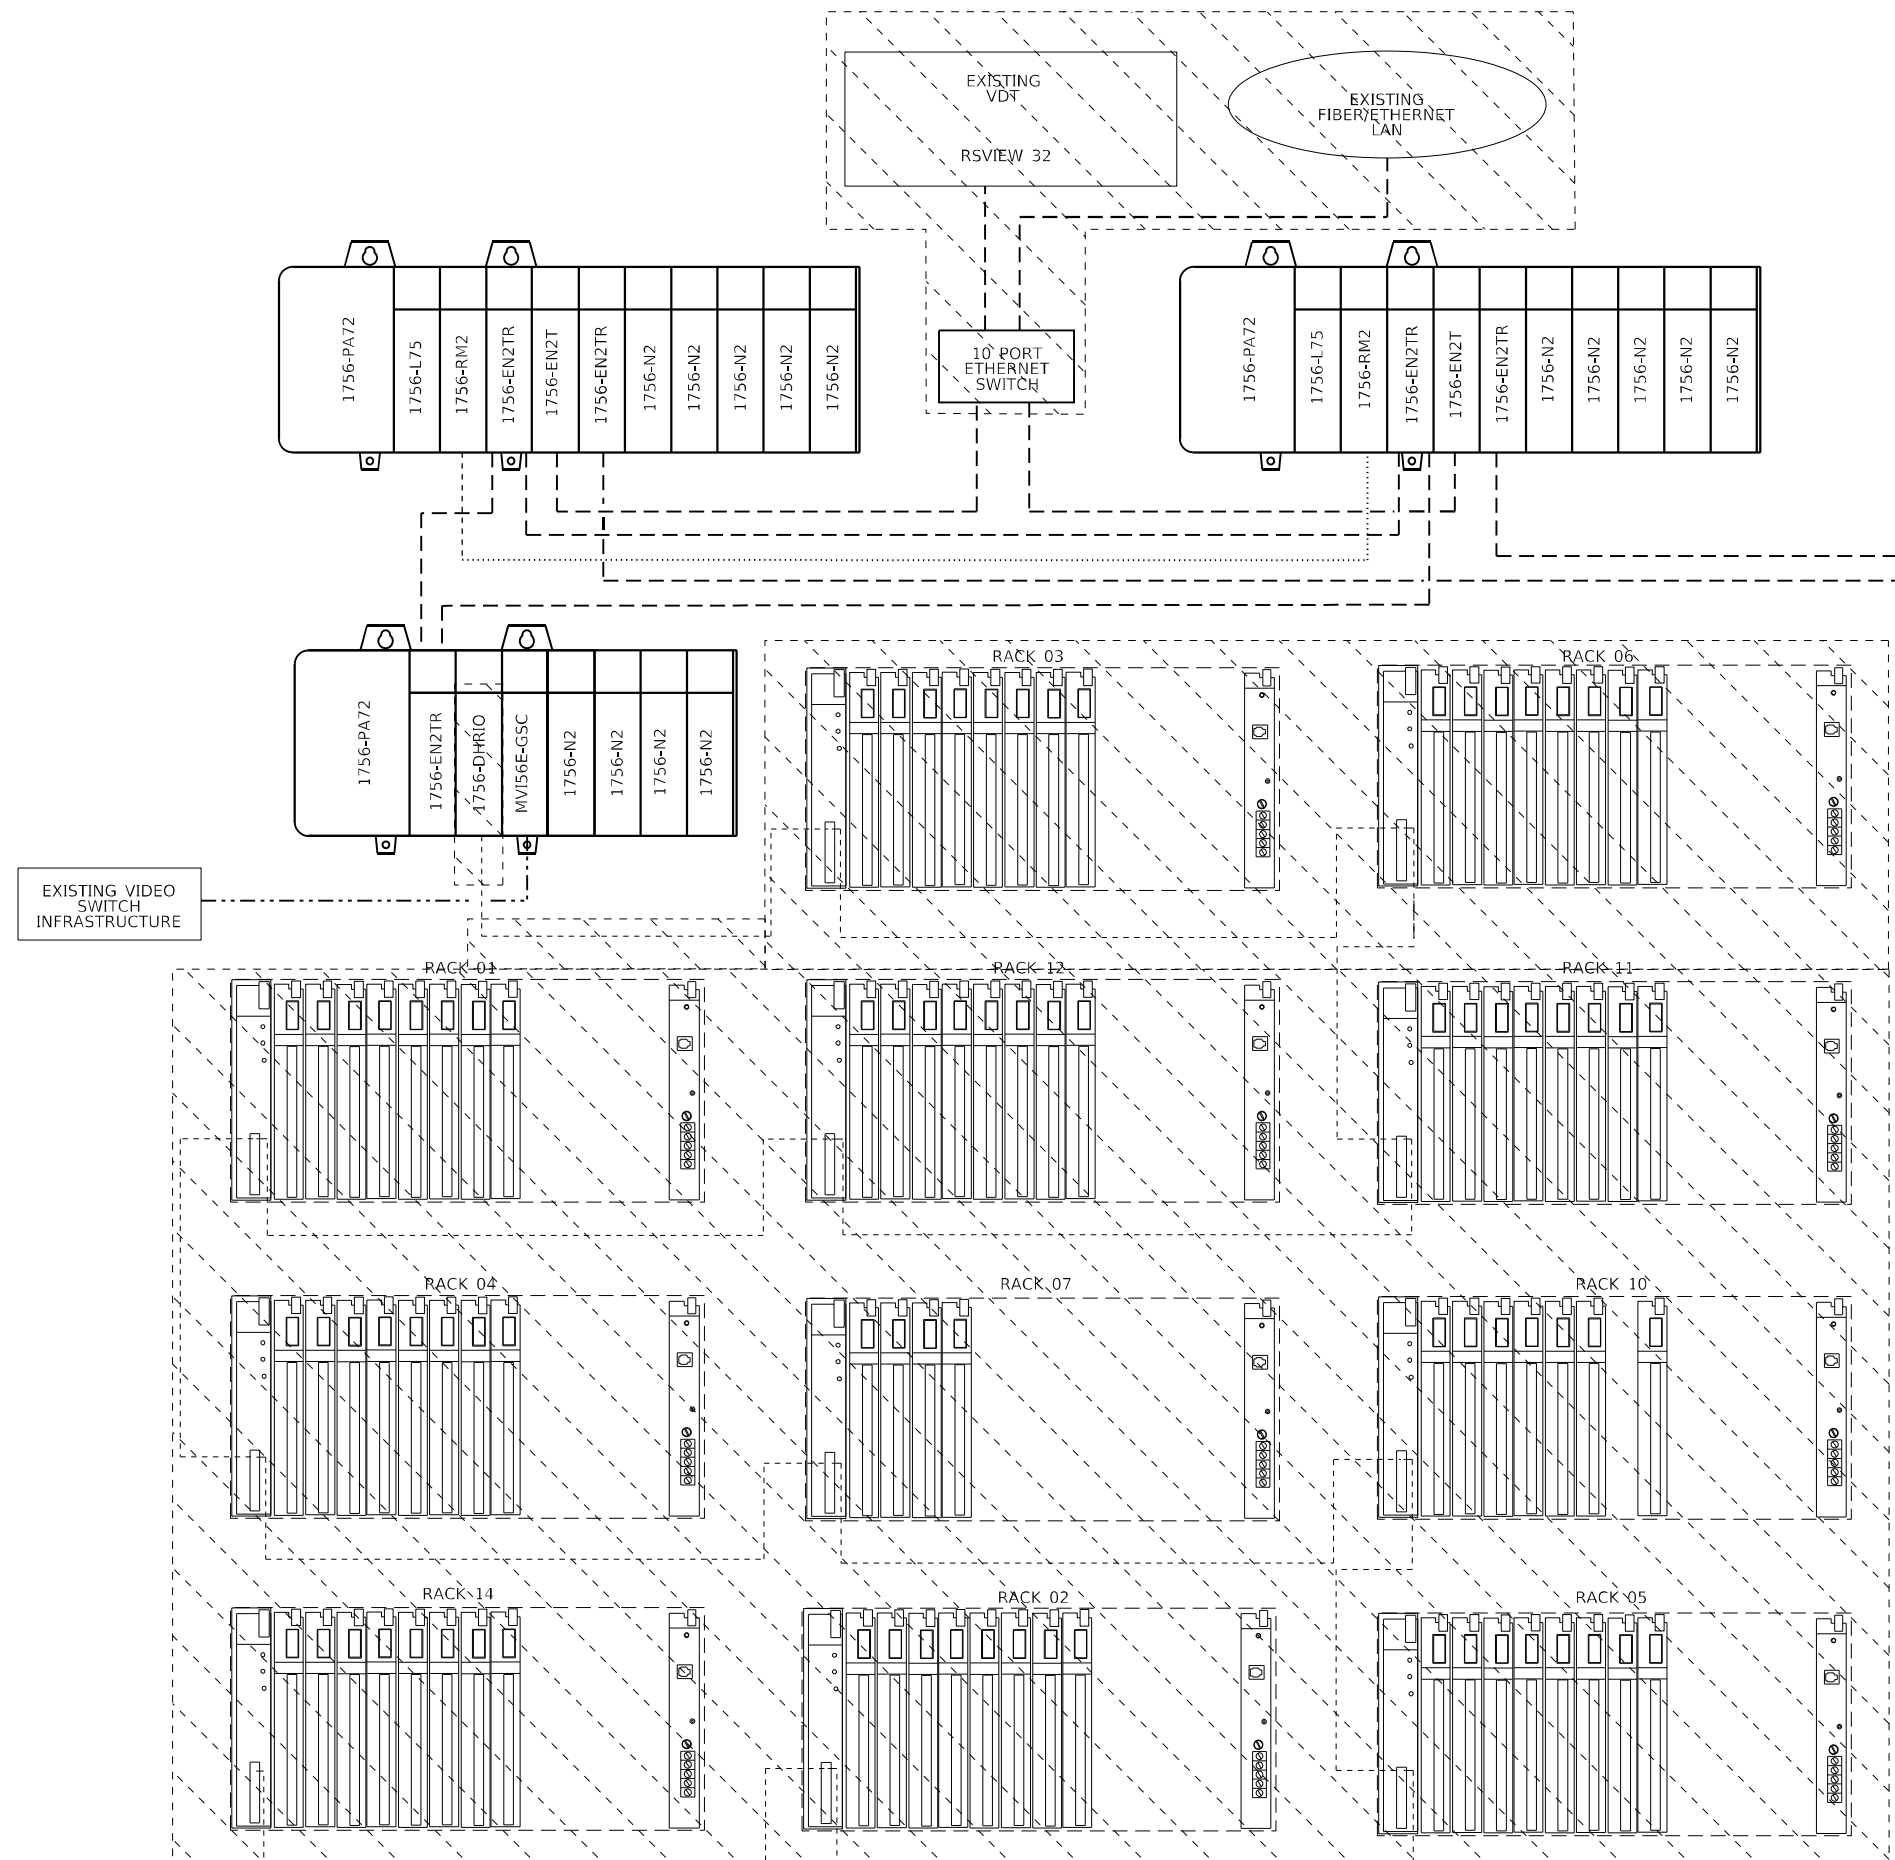 EXISTING
VDT
RSVIEW 32
EXISTING
FIBER/ETHERNET
LAN
1756-PA72
1756-L75
1756-RM2
1756-EN2TR
1756-EN2T
1756-EN2TR
1756-N2
1756-N2
1756-N2
1756-N2
1756-N2
10 PORT
ETHERNET
SWITCH
1756-PA72
1756-L75
1756-RM2
1756-EN2TR
1756-EN2T
1756-EN2TR
1756-N2
1756-N2
1756-N2
1756-N2
1756-N2
1756-PA72
1756-EN2TR
1756-DHRIO
MVI56E-GSC
1756-N2
1756-N2
1756-N2
1756-N2
RACK 03
RACK 06
EXISTING VIDEO
SWITCH
INFRASTRUCTURE
RACK 01
RACK 12
RACK 11
RACK 04
RACK 07
RACK 10
RACK 14
RACK 02
RACK 05